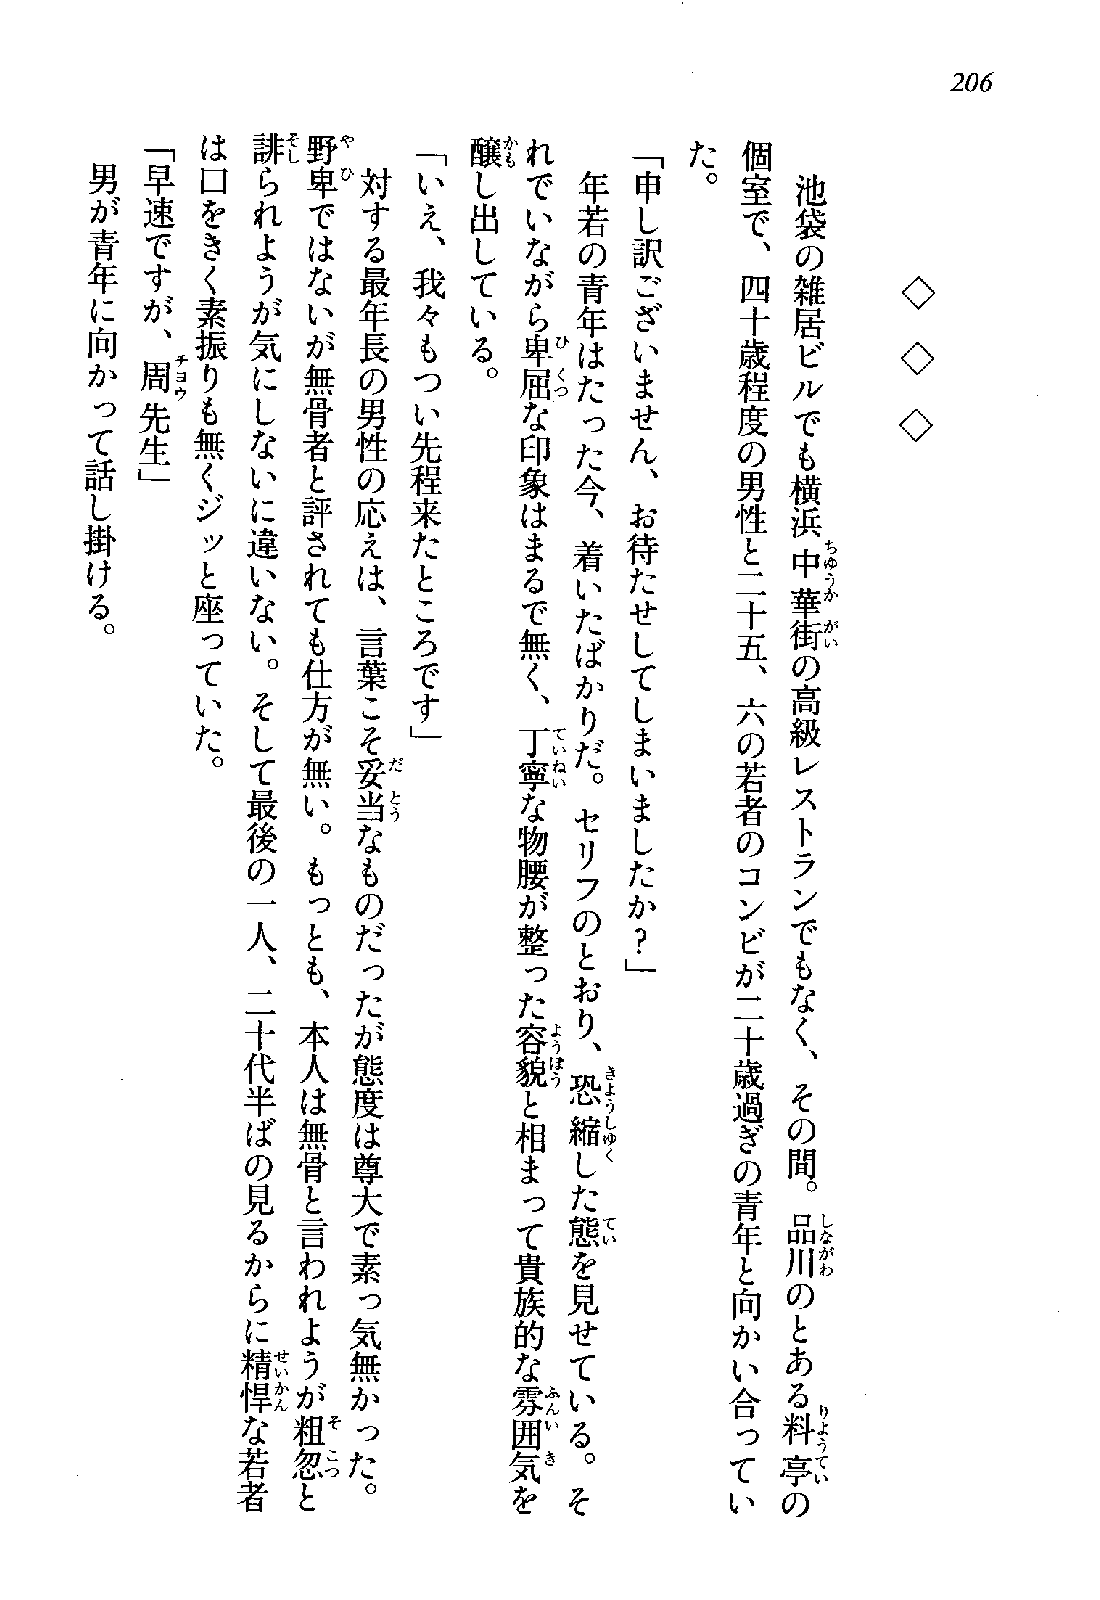 206
◇ ◇ ◇
池袋の雑居ビルでも横浜中華街の高級レストランでもなく、その間。品川のとある料亭の
個室で、四十歳程度の男性と二十五、六の若者のコンビが二十歳過ぎの青年と向かい合ってい
た。
「申し訳ございません、お待たせしてしまいましたか？」
年若の青年はたった今、着いたばかりだ。セリフのとおり、恐縮した態を見せている。そ
れでいながら卑屈な印象はまるで無く、丁寧な物腰が整った容貌と相まって貴族的な雰囲気を
醸し出している。
「いえ、我々もつい先程来たところです」
対する最年長の男性の応えは、言葉こそ妥当なものだったが態度は尊大で素っ気無かった。
野卑ではないが無骨者と評されても仕方が無い。もっとも、本人は無骨と言われようが粗忽と
誹られようが気にしないに違いない。そして最後の一人、二十代半ばの見るからに精悍な若者
は口をきく素振りも無くジッと座っていた。
「早速ですが、周先生」
男が青年に向かって話し掛ける。